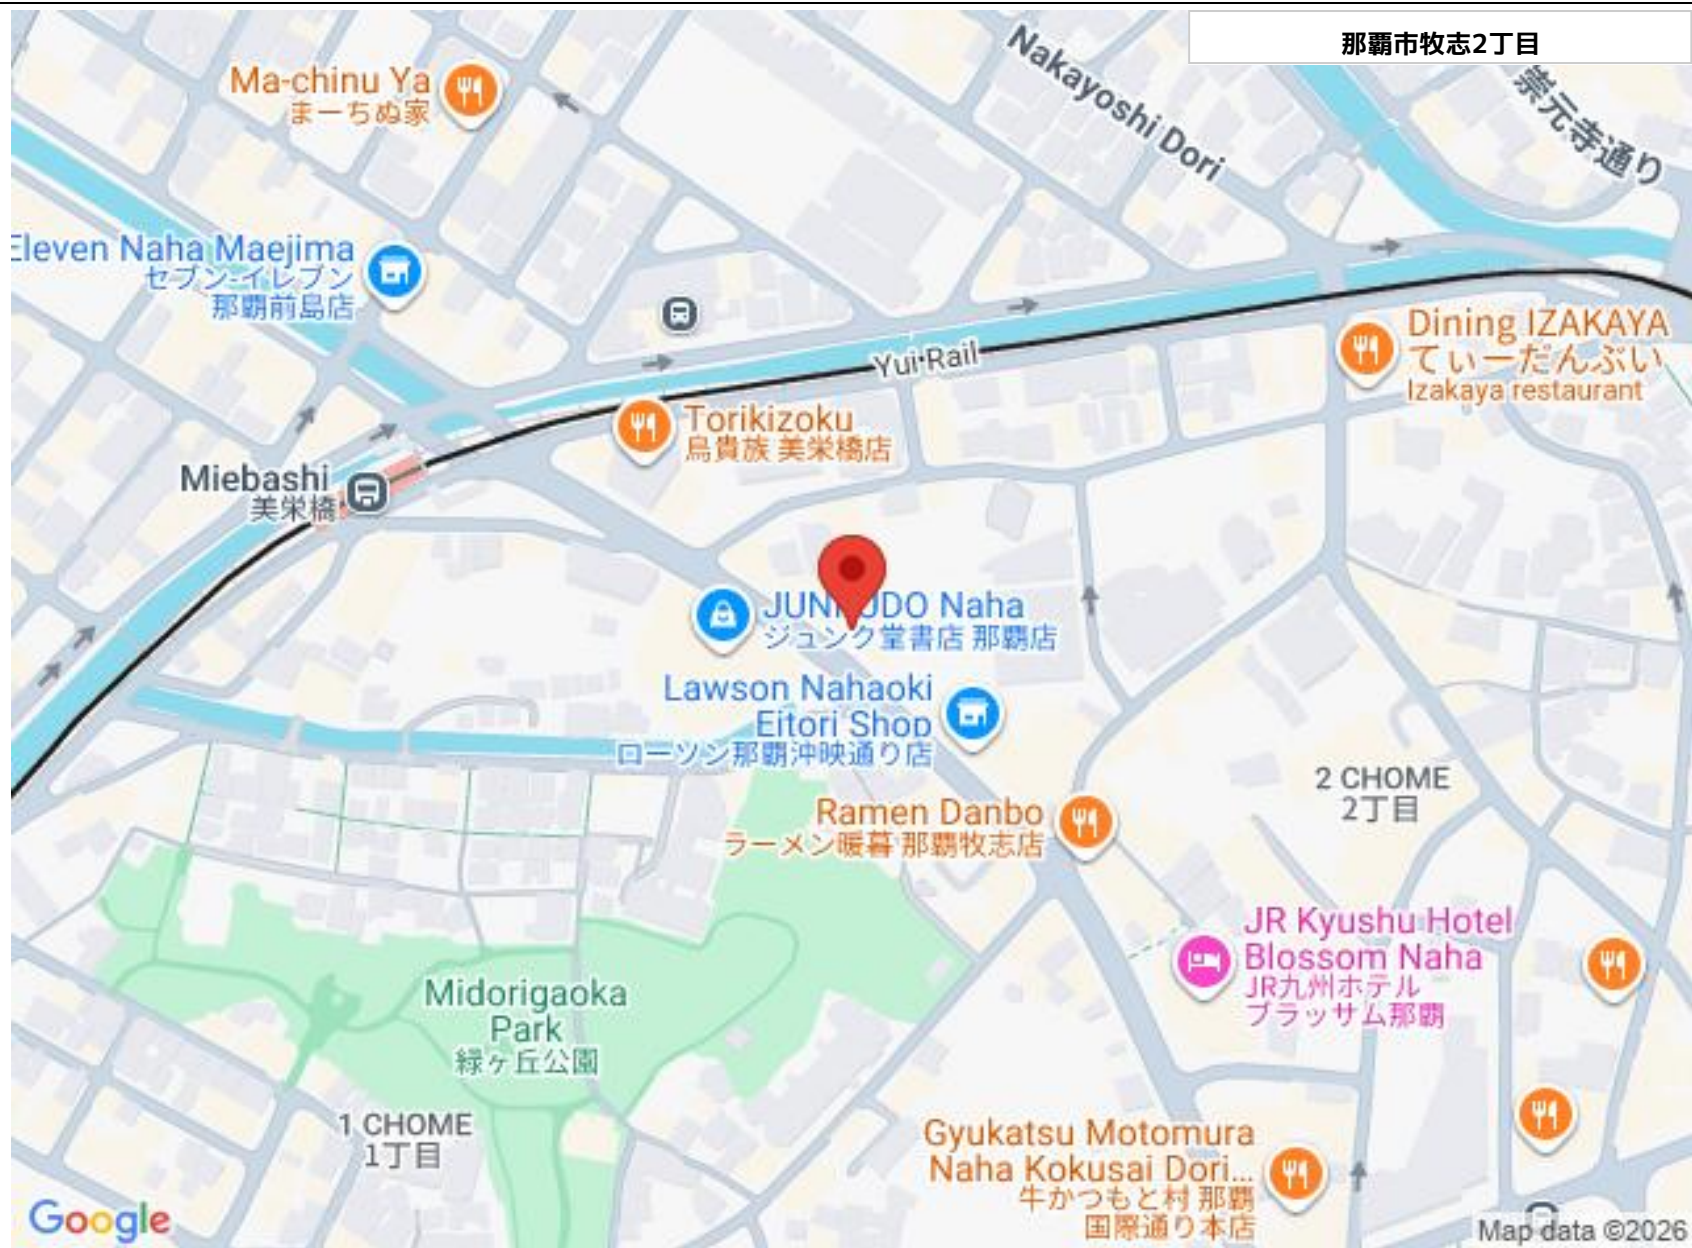 那覇市牧志2丁目
Nakayoshi Dori
崇元寺通り
Ma-chinu Ya
まーちぬ家
Eleven Naha Maejima
セブン-イレブン
那覇前島店
Yui Rail
Dining IZAKAYA
てぃーだんぶい
Izakaya restaurant
Torikizoku
鳥貴族 美栄橋店
Miebashi
美栄橋
JUNKUDO Naha
ジュンク堂書店 那覇店
Lawson Nahaoki
Eitori Shop
ローソン那覇沖映通り店
2 CHOME
2丁目
Ramen Danbo
ラーメン暖暮 那覇牧志店
JR Kyushu Hotel
Blossom Naha
JR九州ホテル
ブラッサム那覇
Midorigaoka
Park
緑ヶ丘公園
1 CHOME
1丁目
Gyukatsu Motomura
Naha Kokusai Dori...
牛かつもと村 那覇
国際通り本店
Google
Map data ©2026